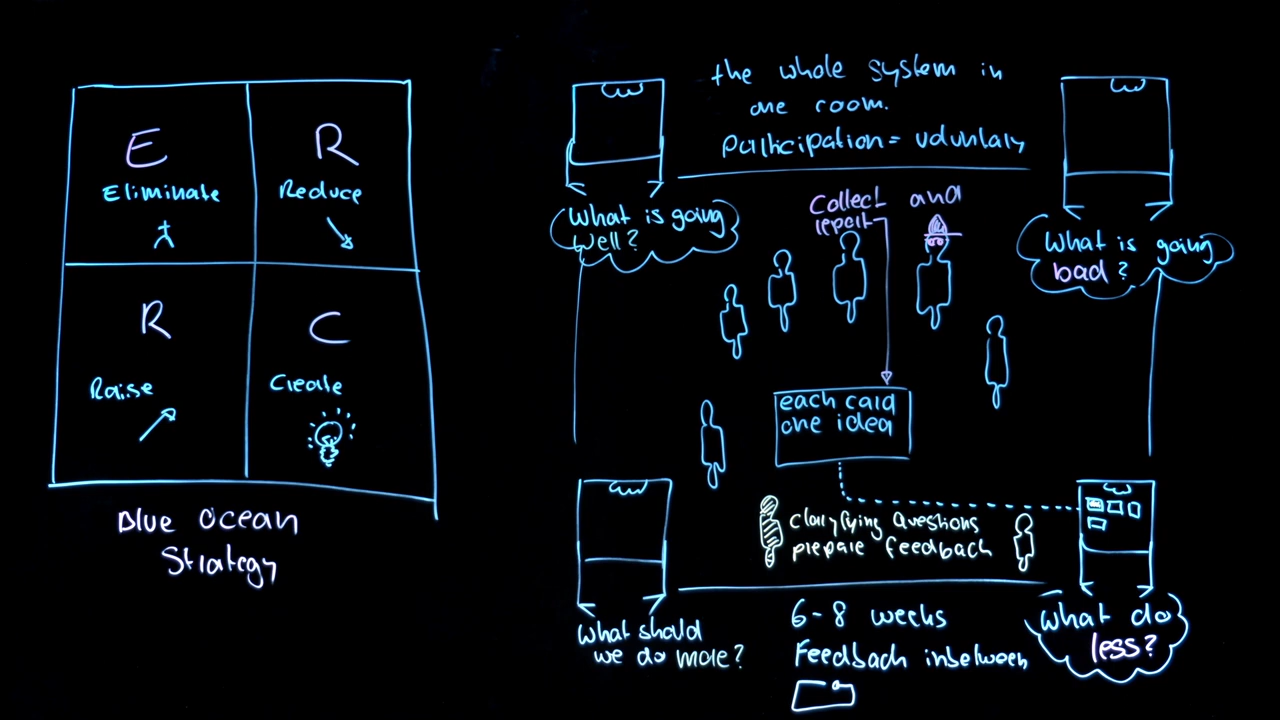 E
Eliminate
R
Reduce
R
Raise
C
Create
Blue Ocean
Strategy
the whole system in
one room.
Participation = voluntary
What is going
well?
Collect and
repeat
What is going
bad?
each card
one idea
clarifying questions
prepare feedback
What should
we do more?
6-8 weeks
Feedback inbetween
What do
less?